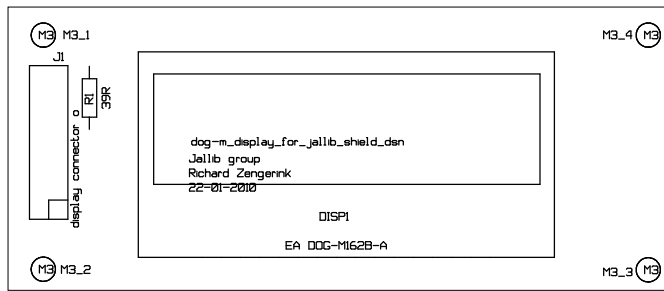 M3 M3_1
M3_4 M3
J1
R1
39R
display connector o
dog-m_display_for_jallib_shield_dsn
Jallib group
Richard Zengerink
22-01-2010
DISP1
EA DOG-M162B-A
M3 M3_2
M3_3 M3